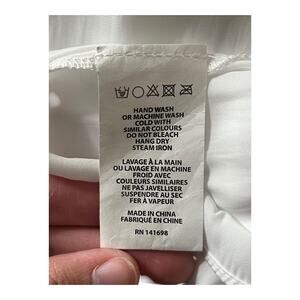 HAND WASH
OR MACHINE WASH
COLD WITH
SIMILAR COLOURS
DO NOT BLEACH
HANG DRY
STEAM IRON
LAVAGE À LA MAIN
OU LAVAGE EN MACHINE
FROID AVEC
COULEURS SIMILAIRES
NE PAS JAVELLISER
SUSPENDRE AU SEC
FER À VAPEUR
MADE IN CHINA
FABRIQUÉ EN CHINE
RN 141698